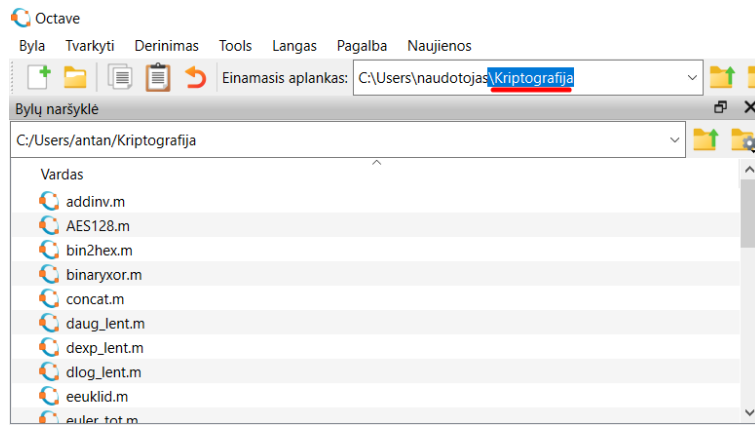 Octave
Byla Tvarkyti Derinimas Tools Langas Pagalba Naujienos
Einamasis aplankas: C:\Users\naudotojas\Kriptografija
Bylų naršyklė
C:/Users/antan/Kriptografija
Vardas
addinv.m
AES128.m
bin2hex.m
binaryxor.m
concat.m
daug_lent.m
dexp_lent.m
dlog_lent.m
eeuklid.m
euler_tot.m